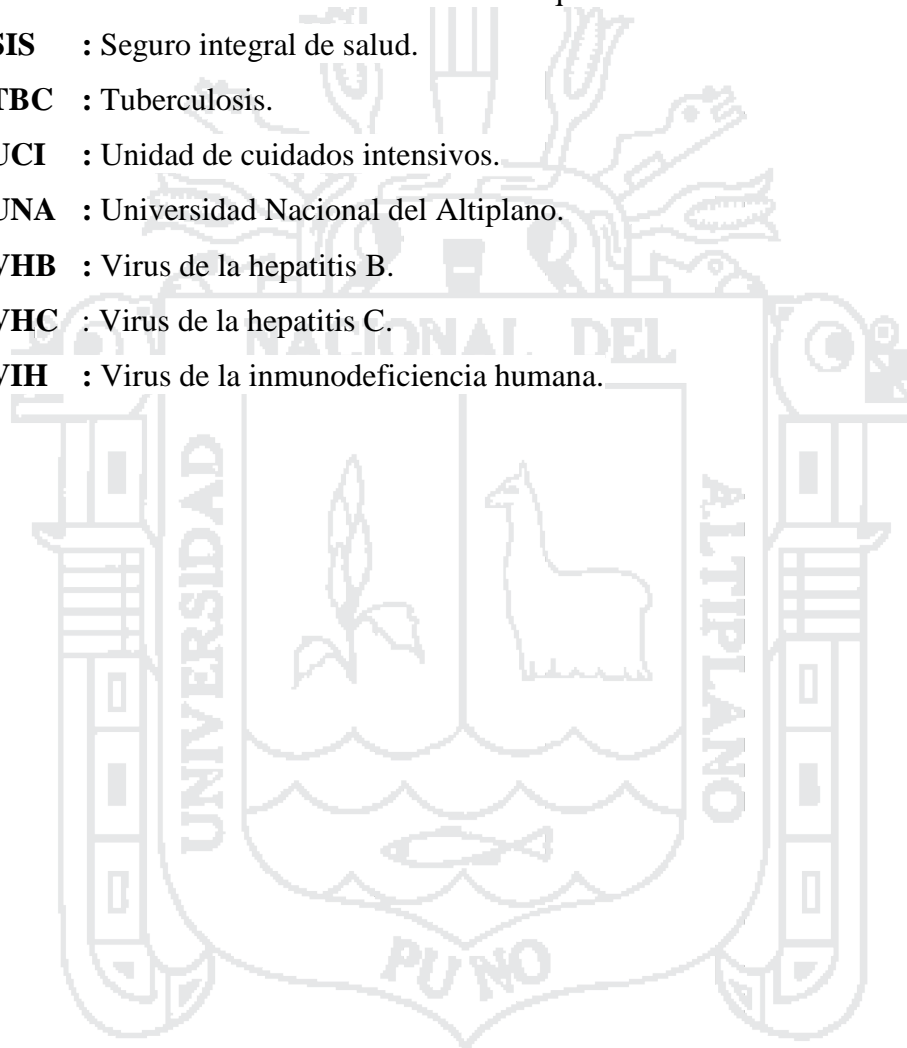 SIS : Seguro integral de salud.
TBC : Tuberculosis.
UCI : Unidad de cuidados intensivos.
UNA : Universidad Nacional del Altiplano.
VHB : Virus de la hepatitis B.
VHC : Virus de la hepatitis C.
VIH : Virus de la inmunodeficiencia humana.
NACIONAL DEL
UNIVERSIDAD
ALTIPLANO
PUNO